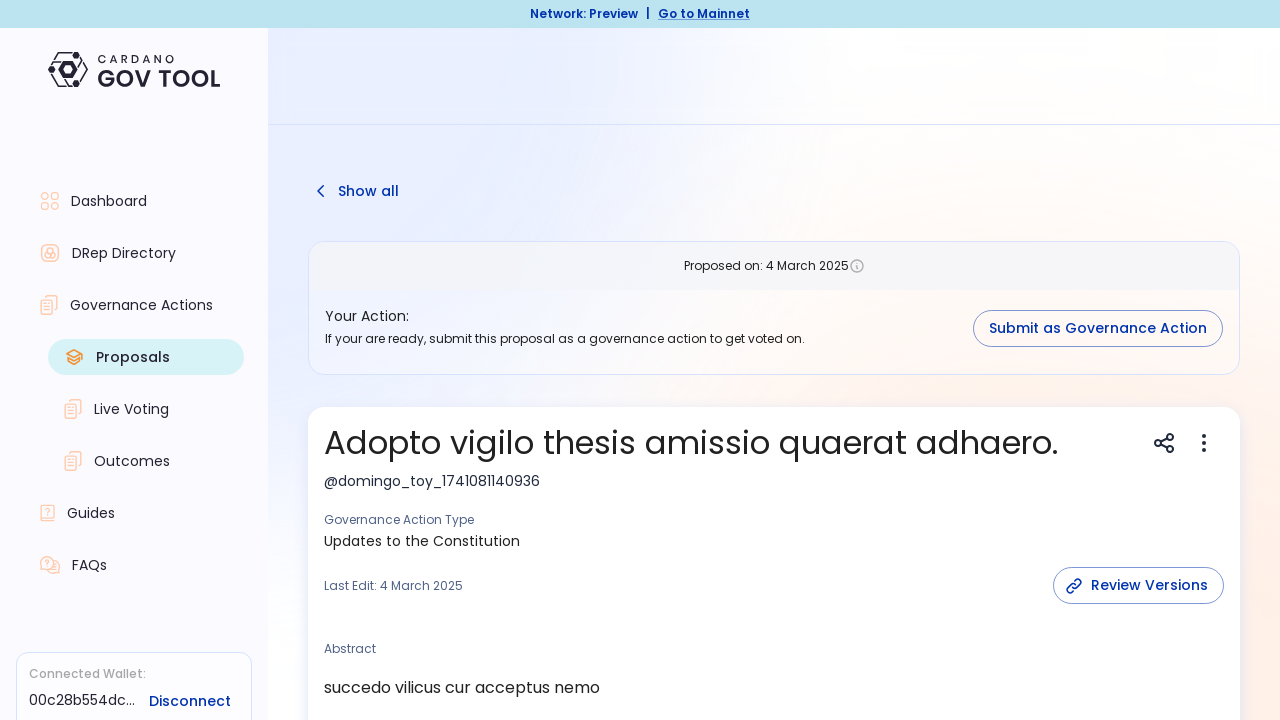 Network: Preview | Go to Mainnet
CARDANO
GOV TOOL
Dashboard
DRep Directory
Governance Actions
Proposals
Live Voting
Outcomes
Guides
FAQs
Connected Wallet:
00c28b554dc... Disconnect
Show all
Proposed on: 4 March 2025
Your Action:
If your are ready, submit this proposal as a governance action to get voted on.
Submit as Governance Action
Adopto vigilo thesis amissio quaerat adhaero.
@domingo_toy_1741081140936
Governance Action Type
Updates to the Constitution
Last Edit: 4 March 2025
Review Versions
Abstract
succedo vilicus cur acceptus nemo